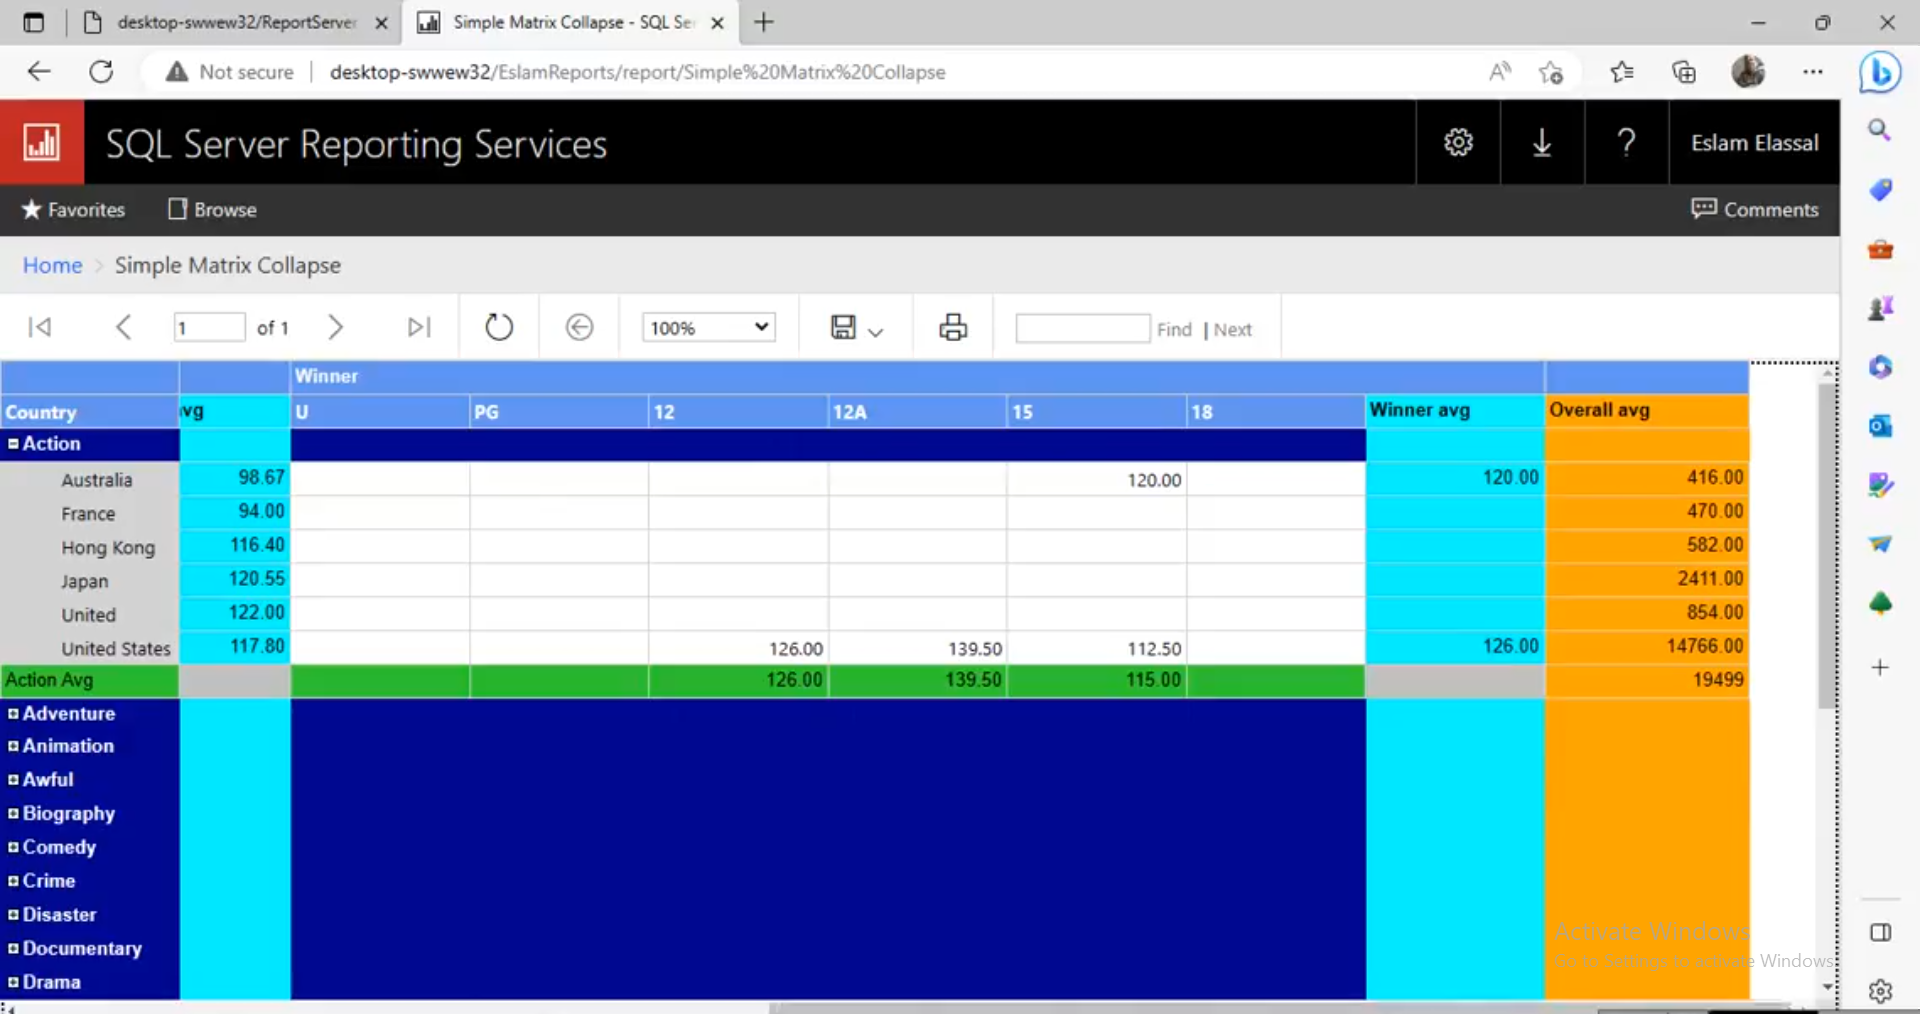 desktop-swwew32/ReportServer
Simple Matrix Collapse - SQL Se
Not secure | desktop-swwew32/EslamReports/report/Simple%20Matrix%20Collapse
SQL Server Reporting Services
Eslam Elassal
Favorites Browse Comments
Home > Simple Matrix Collapse
1 of 1 100% Find | Next
Winner
Country avg U PG 12 12A 15 18 Winner avg Overall avg
Action
Australia 98.67 120.00 120.00 416.00
France 94.00 470.00
Hong Kong 116.40 582.00
Japan 120.55 2411.00
United 122.00 854.00
United States 117.80 126.00 139.50 112.50 126.00 14766.00
Action Avg 126.00 139.50 115.00 19499
Adventure
Animation
Awful
Biography
Comedy
Crime
Disaster
Documentary
Drama
Activate Windows
Go to Settings to activate Windows